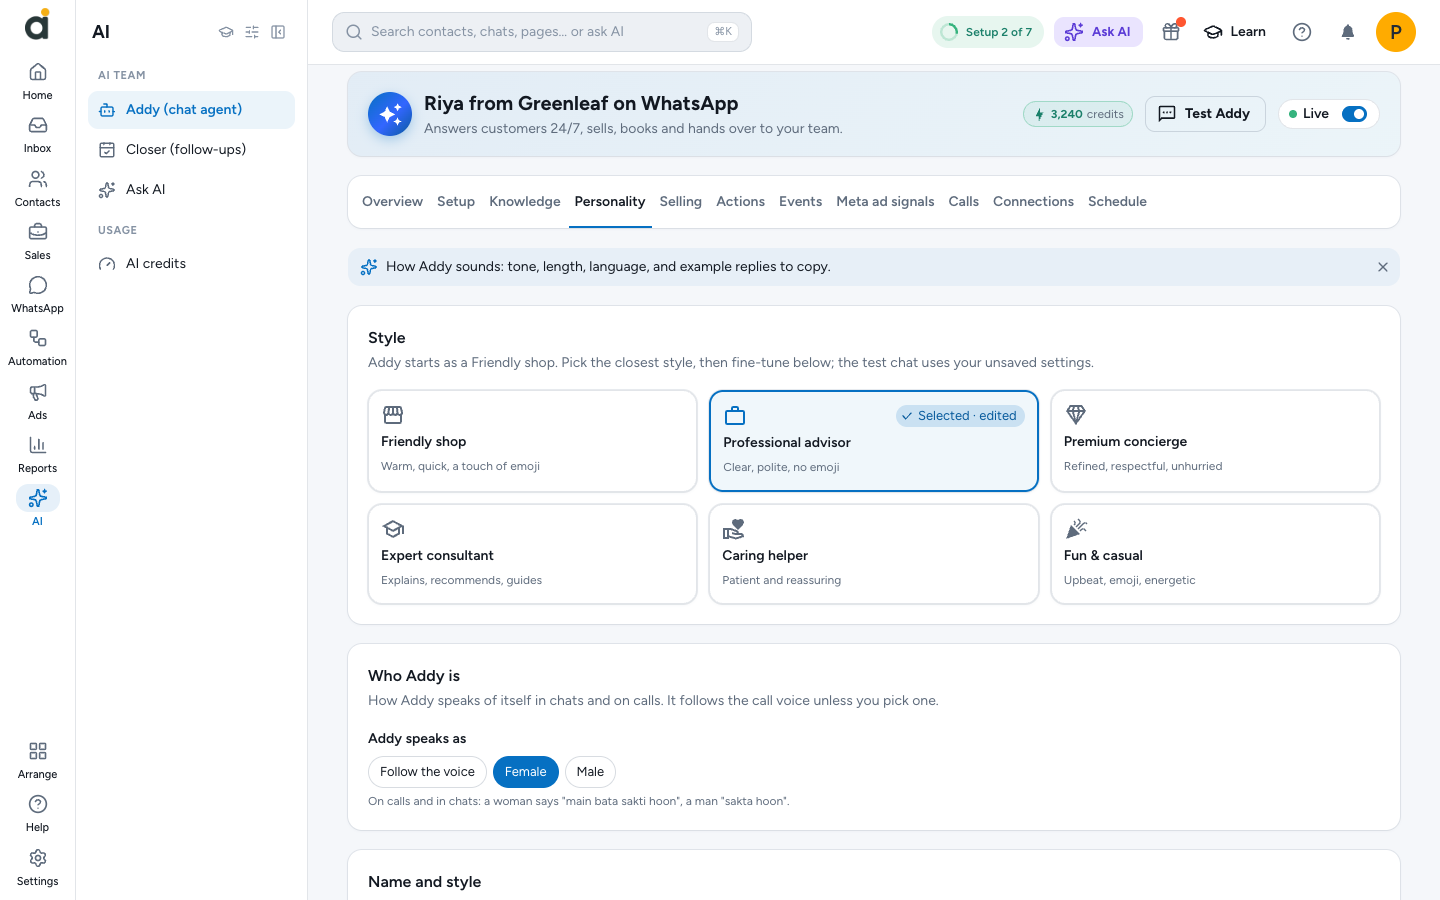 AI
Search contacts, chats, pages... or ask AI
⌘K
Setup 2 of 7
Ask AI
Learn
P
Home
Inbox
Contacts
Sales
WhatsApp
Automation
Ads
Reports
AI
Arrange
Help
Settings
AI TEAM
Addy (chat agent)
Closer (follow-ups)
Ask AI
USAGE
AI credits
Riya from Greenleaf on WhatsApp
Answers customers 24/7, sells, books and hands over to your team.
3,240 credits
Test Addy
Live
Overview Setup Knowledge Personality Selling Actions Events Meta ad signals Calls Connections Schedule
How Addy sounds: tone, length, language, and example replies to copy.
Style
Addy starts as a Friendly shop. Pick the closest style, then fine-tune below; the test chat uses your unsaved settings.
Friendly shop
Warm, quick, a touch of emoji
Selected · edited
Professional advisor
Clear, polite, no emoji
Premium concierge
Refined, respectful, unhurried
Expert consultant
Explains, recommends, guides
Caring helper
Patient and reassuring
Fun & casual
Upbeat, emoji, energetic
Who Addy is
How Addy speaks of itself in chats and on calls. It follows the call voice unless you pick one.
Addy speaks as
Follow the voice Female Male
On calls and in chats: a woman says "main bata sakti hoon", a man "sakta hoon".
Name and style